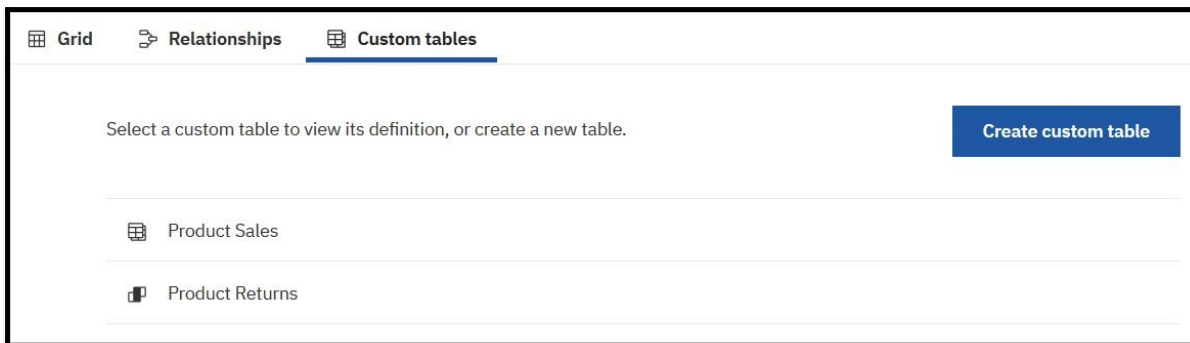 Grid Relationships Custom tables
Select a custom table to view its definition, or create a new table.
Create custom table
Product Sales
Product Returns